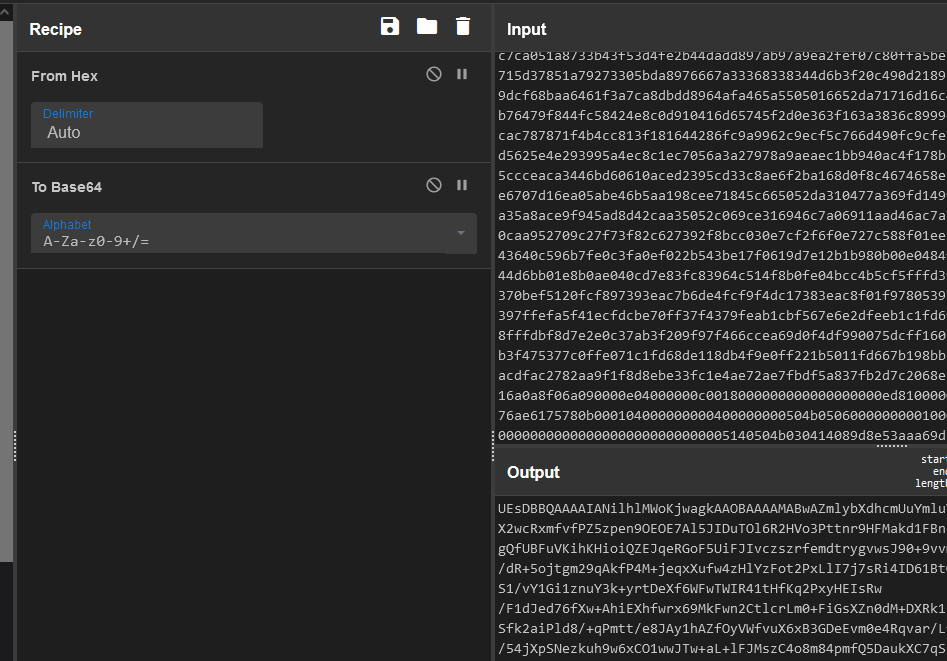 Recipe
From Hex
Delimiter
Auto
To Base64
Alphabet
A-Za-z0-9+/=
Input
c7ca051a8733b43f53d4fe2b44dadd897ab97a9ea2fef07c80ffa5be
715d37851a79273305bda8976667a33368338344d6b3f20c490d2189
9dcf68baa6461f3a7ca8dbdd8964afa465a5505016652da71716d16c
b76479f844fc58424e8c0d910416d65745f2d0e363f163a3836c8999
cac787871f4b4cc813f181644286fc9a9962c9ecf5c766d490fc9cfe
d5625e4e293995a4ec8c1ec7056a3a27978a9aeaec1bb940ac4f178b
5ccceaca3446bd60610aced2395cd33c8ae6f2ba168d0f8c4674658e
e6707d16ea05abe46b5aa198cee71845c665052da310477a369fd149
a35a8ace9f945ad8d42caa35052c069ce316946c7a06911aad46ac7a
0caa952709c27f73f82c627392f8bcc030e7cf2f6f0e727c588f01ee
43640c596b7fe0c3fa0ef022b543be17f0619d7e12b1b980b00e0484
44d6bb01e8b0ae040cd7e83fc83964c514f8b0fe04bcc4b5cf5fffd3
370bef5120fcf897393eac7b6de4fcf9f4dc17383eac8f01f9780539
397ffefa5f41ecfdcbe70ff37f4379feab1cbf567e6e2dfeeb1c1fd6
8fffdbf8d7e2e0c37ab3f209f97f466ccea69d0f4df990075dcff160
b3f475377c0ffe071c1fd68de118db4f9e0ff221b5011fd667b198bb
acdfac2782aa9f1f8d8ebe33fc1e4ae72ae7fbdf5a837fb2d7c2068e
16a0a8f06a090000e04000000c0018000000000000000000ed810000
76ae6175780b000104000000000400000000504b0506000000000100
00000000000000000000000000005140504b030414089d8e53aaa69d
Output
start
end
length
UEsDBBQAAAAIANilhlMWoKjwagkAAOBAAAAMABwAZmlybXdhcmUuYmlu
X2wcRxmfvfPZ5zpen9OEOE7Al5JIDuTOl6R2HVo3Pttnr9HFMakd1FBn
gQfUBFuVKihKHioiQZEJqeRGoF5UiFJIvczszrfemdtrygvwsJ90+9vv
/dR+5ojtgm29qAkfP4M+jeqxXufw4zHlYzFot2PxLlI7j7sRi4ID61Bt
S1/vY1Gi1znuY3k+yrtDeXf6WFwTWIR41tHfKq2PxyHEIsRw
/F1dJed76fXw+AhiEXhfwrx69MkFwn2CtlcrLm0+FiGsXZn0dM+DXRk1
Sfk2aiPld8/+qPmtt/e8JAy1hAZfOyVWfvuX6xB3GDeEvm0e4Rqvar/L
/54jXpSNezkuh9w6xCO1wwJTw+aL+lFJMszC4o8m84pmfQ5DaukXC7qS